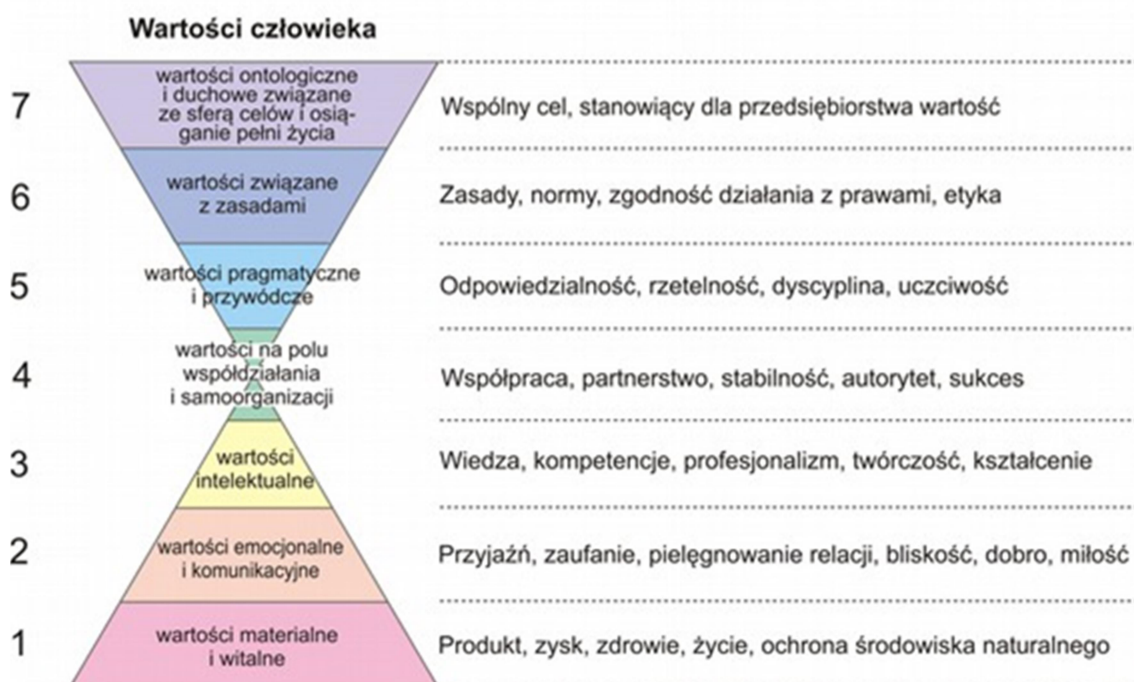 Wartości człowieka
7
wartości ontologiczne
i duchowe związane
ze sferą celów i osią-
ganie pełni życia
Wspólny cel, stanowiący dla przedsiębiorstwa wartość
6
wartości związane
z zasadami
Zasady, normy, zgodność działania z prawami, etyka
5
wartości pragmatyczne
i przywódcze
Odpowiedzialność, rzetelność, dyscyplina, uczciwość
4
wartości na polu
współdziałania
i samoorganizacji
Współpraca, partnerstwo, stabilność, autorytet, sukces
3
wartości
intelektualne
Wiedza, kompetencje, profesjonalizm, twórczość, kształcenie
2
wartości emocjonalne
i komunikacyjne
Przyjaźń, zaufanie, pielęgnowanie relacji, bliskość, dobro, miłość
1
wartości materialne
i witalne
Produkt, zysk, zdrowie, życie, ochrona środowiska naturalnego